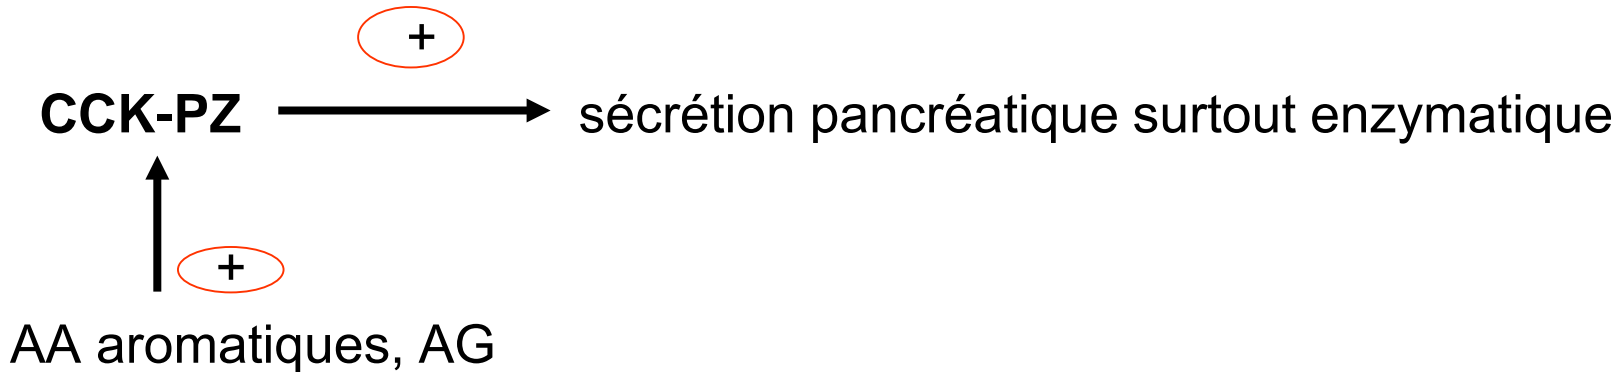 +
CCK-PZ sécrétion pancréatique surtout enzymatique
+
AA aromatiques, AG